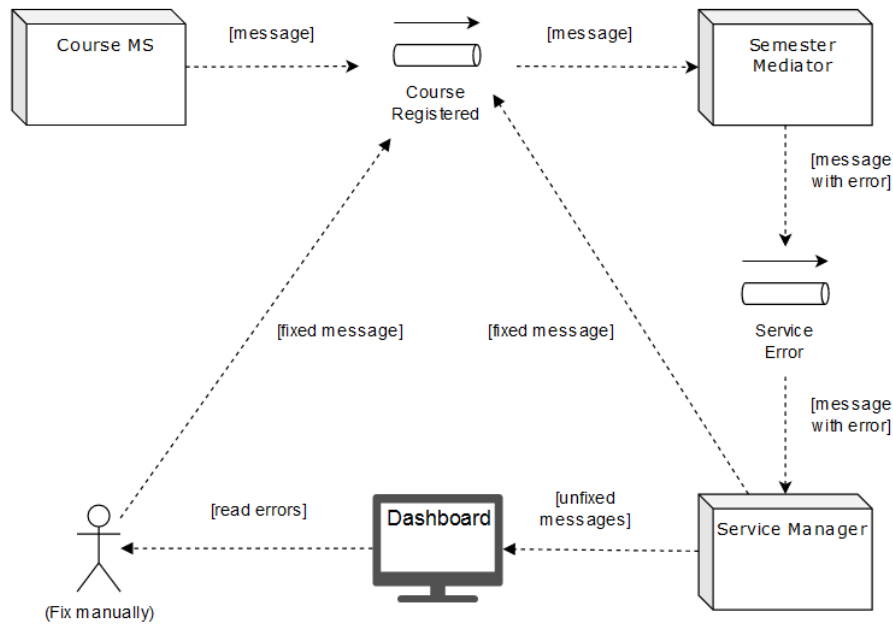 Course MS
[message]
[message]
Semester
Mediator
Course
Registered
[message
with error]
[fixed message]
[fixed message]
Service
Error
[message
with error]
[read errors]
Dashboard
[unfixed
messages]
Service Manager
(Fix manually)